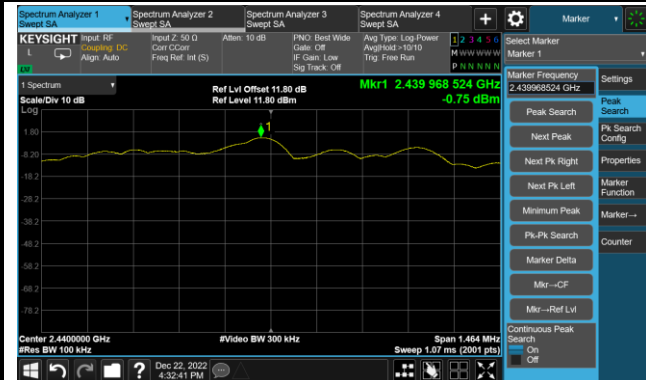 Spectrum Analyzer 1
Swept SA
Spectrum Analyzer 2
Swept SA
Spectrum Analyzer 3
Swept SA
Spectrum Analyzer 4
Swept SA
+
Marker
KEYSIGHT
L
Input: RF
Coupling: DC
Align: Auto
Input Z: 50 Ω
Corr CCorr
Freq Ref: Int (S)
Atten: 10 dB
PNO: Best Wide
Gate: Off
IF Gain: Low
Sig Track: Off
Avg Type: Log-Power
Avg|Hold:>10/10
Trig: Free Run
1 2 3 4 5 6
M W W W W W
P N N N N N
Select Marker
Marker 1
1 Spectrum
Scale/Div 10 dB
Log
Ref Lvl Offset 11.80 dB
Ref Level 11.80 dBm
Mkr1 2.439 968 524 GHz
-0.75 dBm
1
1.80
-8.20
-18.2
-28.2
-38.2
-48.2
-58.2
-68.2
-78.2
Center 2.4400000 GHz
#Res BW 100 kHz
#Video BW 300 kHz
Span 1.464 MHz
Sweep 1.07 ms (2001 pts)
Marker Frequency
2.439968524 GHz
Peak Search
Next Peak
Next Pk Right
Next Pk Left
Minimum Peak
Pk-Pk Search
Marker Delta
Mkr→CF
Mkr→Ref Lvl
Continuous Peak
Search
On
Off
Settings
Peak
Search
Pk Search
Config
Properties
Marker
Function
Marker→
Counter
?
Dec 22, 2022
4:32:41 PM